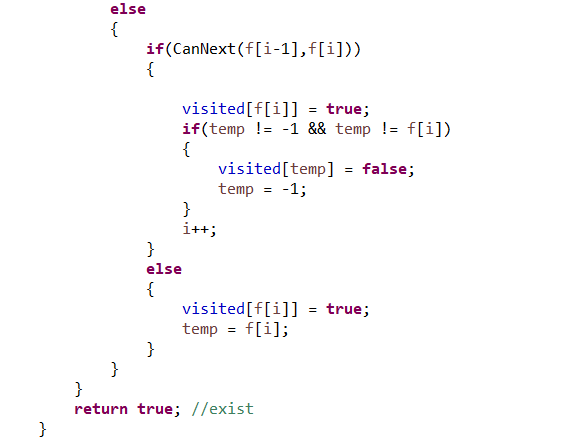 else
{
if(CanNext(f[i-1],f[i]))
{
visited[f[i]] = true;
if(temp != -1 && temp != f[i])
{
visited[temp] = false;
temp = -1;
}
i++;
}
else
{
visited[f[i]] = true;
temp = f[i];
}
}
}
return true; //exist
}